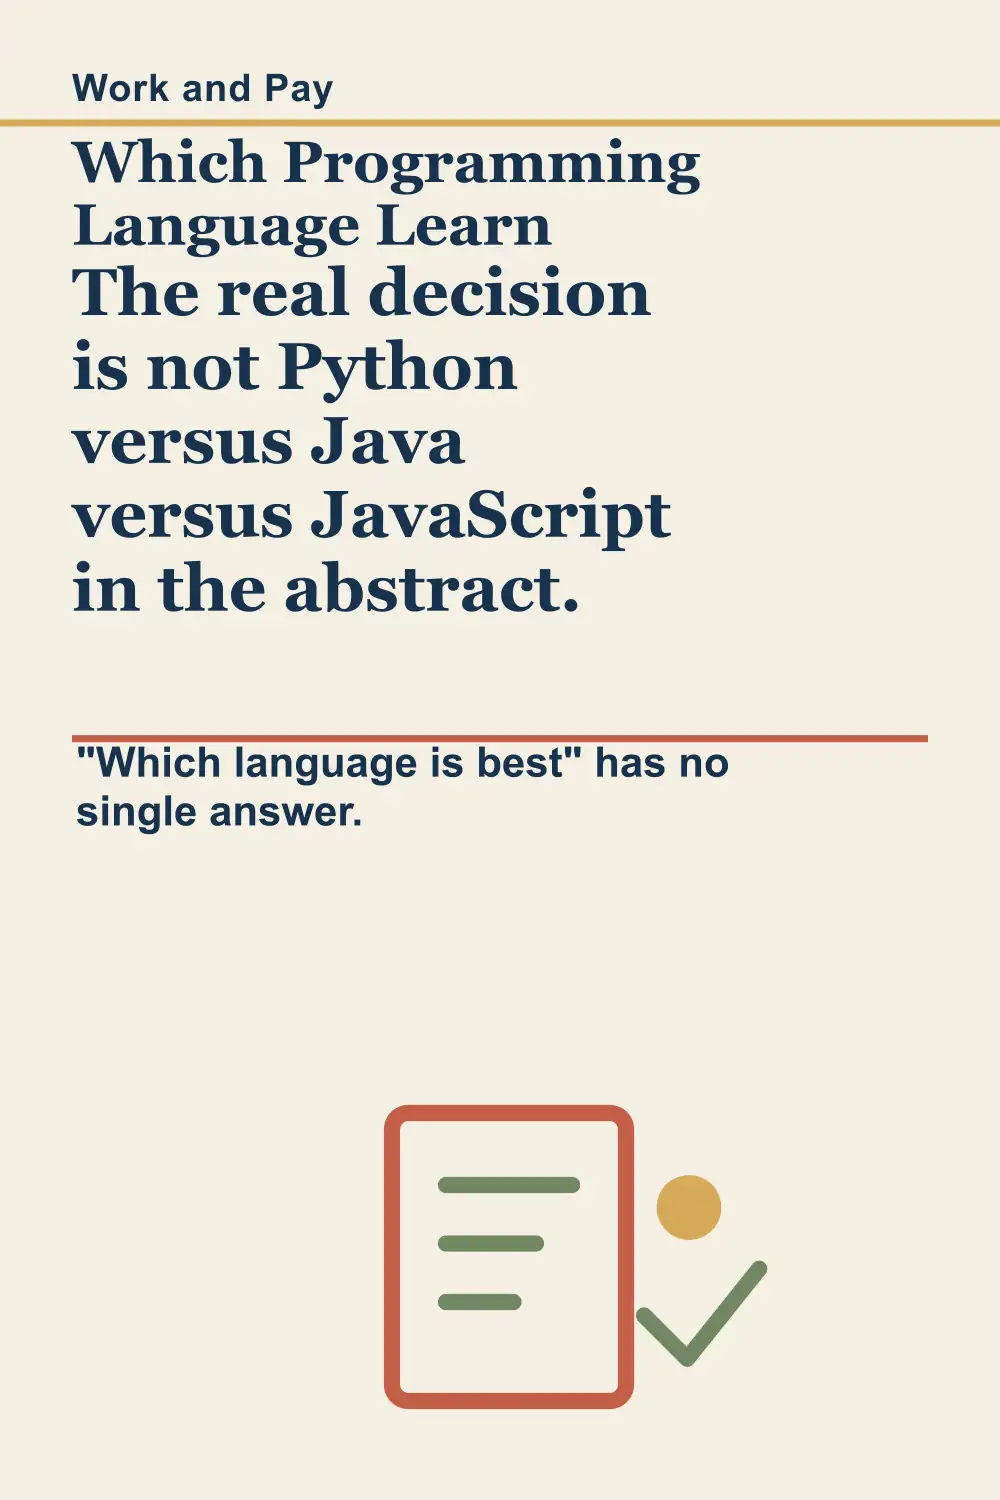 Work and Pay
Which Programming
Language Learn
The real decision
is not Python
versus Java
versus JavaScript
in the abstract.
"Which language is best" has no
single answer.